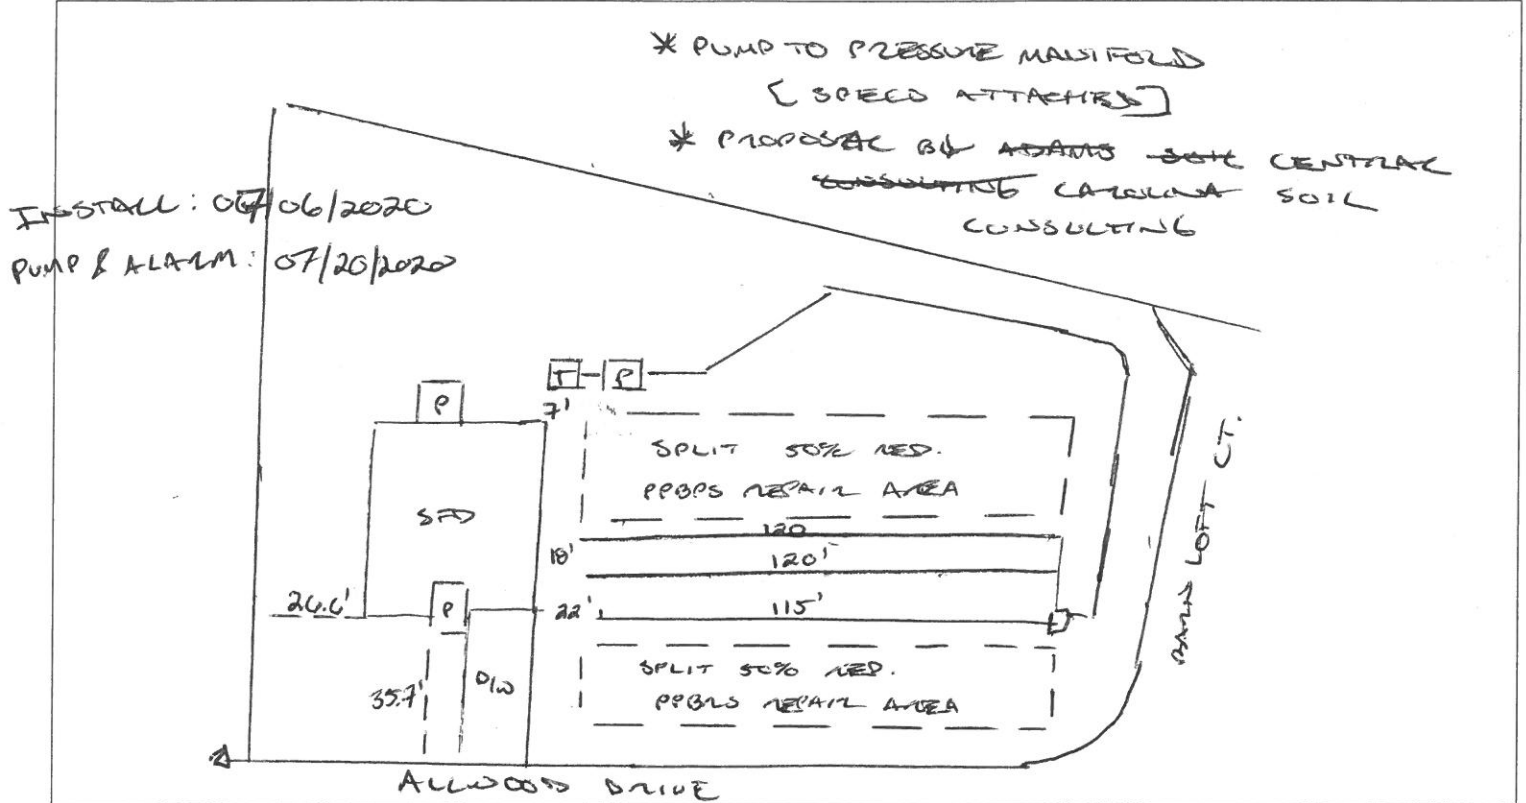 * PUMP TO PRESSURE MANIFOLD
[SPECS ATTACHED]
* PROPOSAL BY ADAMS SOIL CENTRAL
CONSULTING CAROLINA SOIL
CONSULTING
INSTALL: 07/06/2020
PUMP & ALARM: 07/20/2020
T
P
P
7'
SPLIT 50% RED.
PPBPS REPAIR AREA
SFD
120
18'
120'
26.6'
P
22'
115'
BARN LOFT CT.
SPLIT 50% RED.
PPBPS REPAIR AREA
35.7'
D/W
ALLWOOD DRIVE